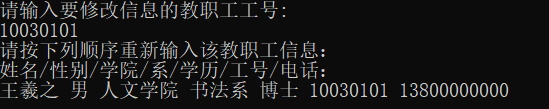 请输入要修改信息的教职工工号:
10030101
请按下列顺序重新输入该教职工信息:
姓名/性别/学院/系/学历/工号/电话:
王羲之 男 人文学院 书法系 博士 10030101 13800000000